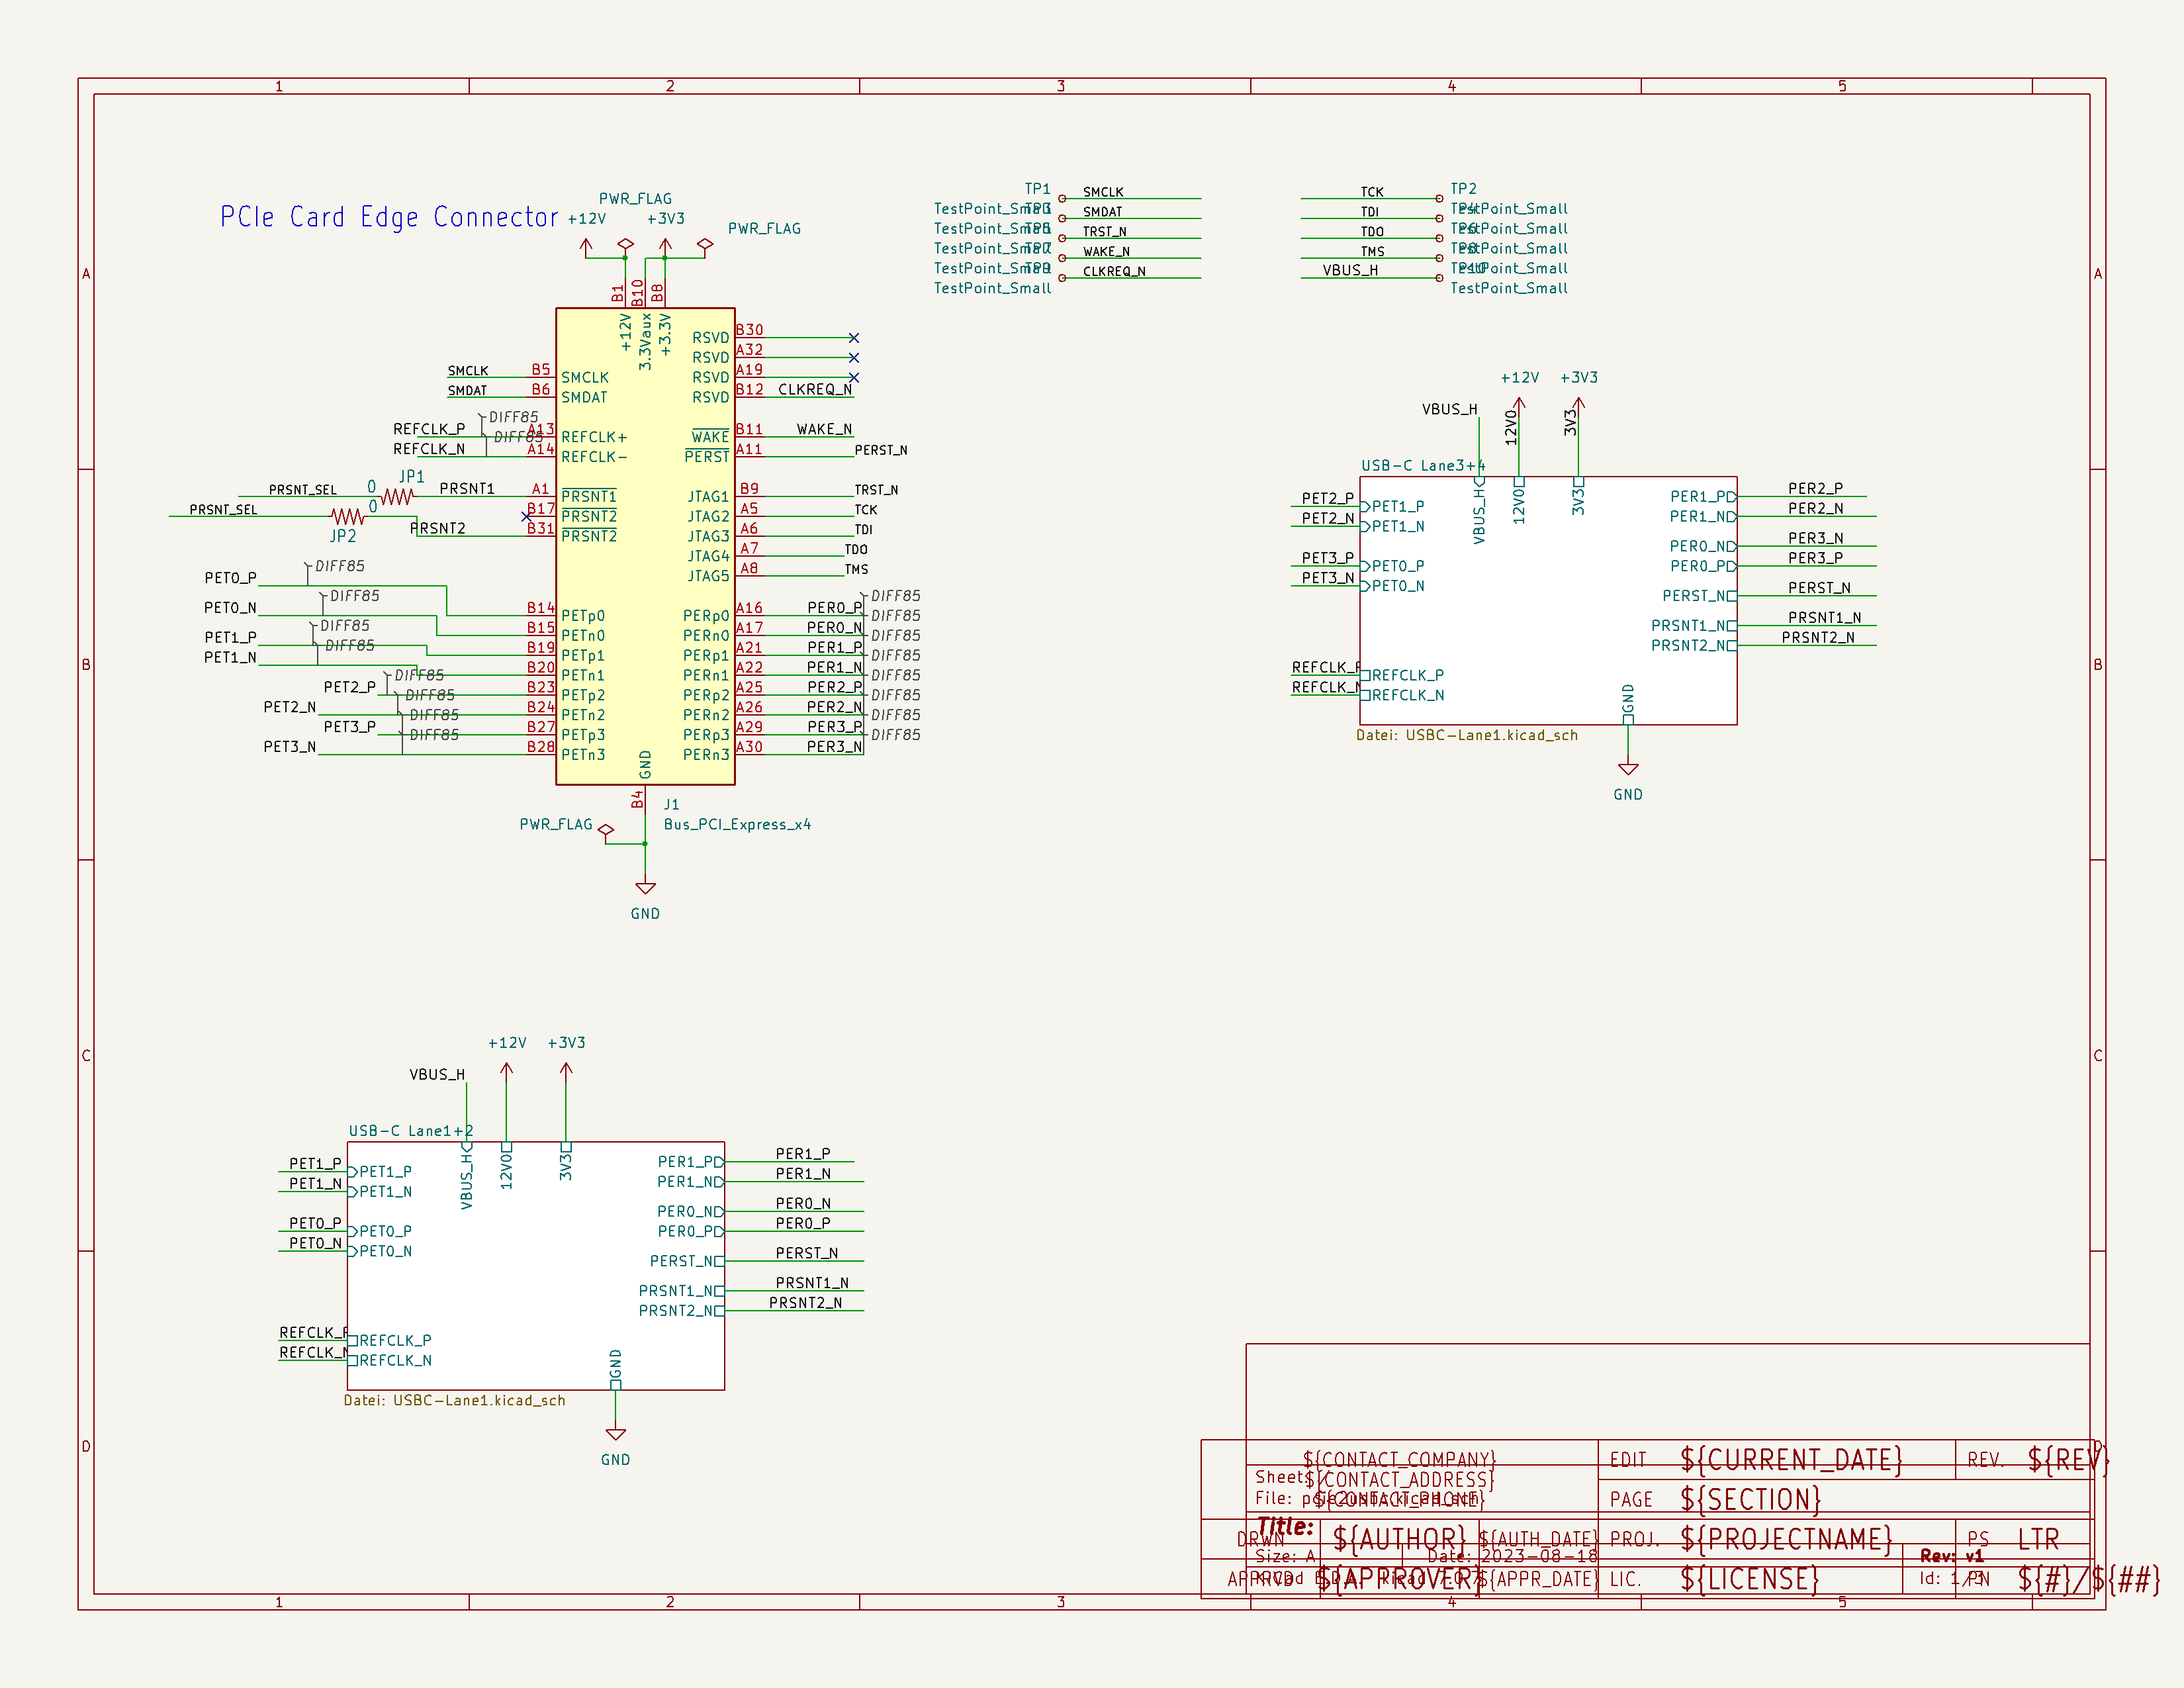 1 2 3 4 5
A
B
C
D
A
B
C
D
PCIe Card Edge Connector
PWR_FLAG
+12V
+3V3
PWR_FLAG
B1
B10
B8
+12V
3.3Vaux
+3.3V
SMCLK
B5
SMCLK
SMDAT
B6
SMDAT
DIFF85
REFCLK_P
A13
REFCLK+
DIFF85
REFCLK_N
A14
REFCLK-
JP1
0
PRSNT_SEL
PRSNT1
A1
PRSNT1
0
PRSNT_SEL
B17
PRSNT2
JP2
PRSNT2
B31
PRSNT2
DIFF85
PET0_P
DIFF85
PET0_N
B14
PETp0
DIFF85
PET1_P
B15
PETn0
DIFF85
PET1_N
B19
PETp1
B20
PETn1
DIFF85
PET2_P
B23
PETp2
DIFF85
PET2_N
B24
PETn2
DIFF85
PET3_P
B27
PETp3
DIFF85
PET3_N
B28
PETn3
RSVD
B30
RSVD
A32
RSVD
A19
RSVD
B12
CLKREQ_N
WAKE
B11
WAKE_N
PERST
A11
PERST_N
JTAG1
B9
TRST_N
JTAG2
A5
TCK
JTAG3
A6
TDI
JTAG4
A7
TDO
JTAG5
A8
TMS
PERp0
A16
PER0_P
DIFF85
PERn0
A17
PER0_N
DIFF85
PERp1
A21
PER1_P
DIFF85
PERn1
A22
PER1_N
DIFF85
PERp2
A25
PER2_P
DIFF85
PERn2
A26
PER2_N
DIFF85
PERp3
A29
PER3_P
DIFF85
PERn3
A30
PER3_N
DIFF85
GND
B4
J1
Bus_PCI_Express_x4
PWR_FLAG
GND
TP1
SMCLK
TestPoint_Small
TP3
SMDAT
TestPoint_Small
TP5
TRST_N
TestPoint_Small
TP7
WAKE_N
TestPoint_Small
TP9
CLKREQ_N
TestPoint_Small
TCK
TP2
TestPoint_Small
TDI
TP4
TestPoint_Small
TDO
TP6
TestPoint_Small
TMS
TP8
TestPoint_Small
VBUS_H
TP10
TestPoint_Small
+12V
+3V3
VBUS_H
12V0
3V3
USB-C Lane3+4
VBUS_H
12V0
3V3
PET2_P
PET1_P
PET2_N
PET1_N
PET3_P
PET0_P
PET3_N
PET0_N
REFCLK_P
REFCLK_P
REFCLK_N
REFCLK_N
PER1_P
PER2_P
PER1_N
PER2_N
PER0_N
PER3_N
PER0_P
PER3_P
PERST_N
PERST_N
PRSNT1_N
PRSNT1_N
PRSNT2_N
PRSNT2_N
GND
Datei: USBC-Lane1.kicad_sch
GND
+12V
+3V3
VBUS_H
USB-C Lane1+2
VBUS_H
12V0
3V3
PET1_P
PET1_P
PET1_N
PET1_N
PET0_P
PET0_P
PET0_N
PET0_N
REFCLK_P
REFCLK_P
REFCLK_N
REFCLK_N
PER1_P
PER1_P
PER1_N
PER1_N
PER0_N
PER0_N
PER0_P
PER0_P
PERST_N
PERST_N
PRSNT1_N
PRSNT1_N
PRSNT2_N
PRSNT2_N
GND
Datei: USBC-Lane1.kicad_sch
GND
${CONTACT_COMPANY}
${CONTACT_ADDRESS}
${CONTACT_PHONE}
Sheet: /
File: pcie2usbc.kicad_sch
Title:
Size: A
Date: 2023-08-18
Rev: v1
Id: 1/3
EDIT ${CURRENT_DATE}
REV. ${REV}
PAGE ${SECTION}
DRWN ${AUTHOR} ${AUTH_DATE}
PROJ. ${PROJECTNAME}
PS LTR
APPRVD ${APPROVER} ${APPR_DATE}
LIC. ${LICENSE}
PN ${#}/${##}
1 2 3 4 5